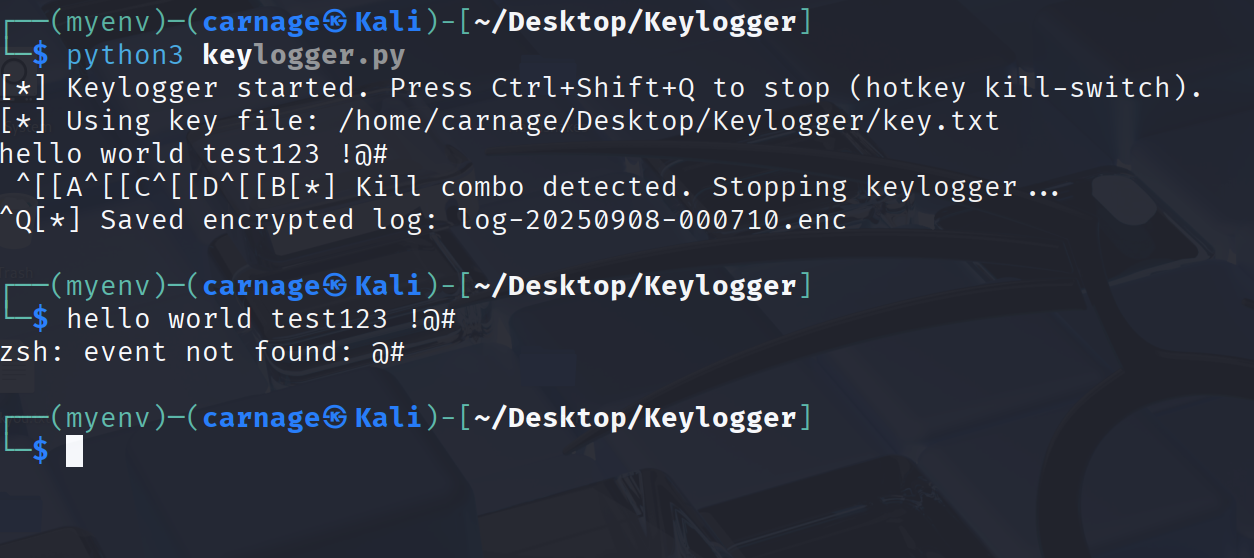 ┌──(myenv)─(carnage㉿Kali)-[~/Desktop/Keylogger]
└─$ python3 keylogger.py
[*] Keylogger started. Press Ctrl+Shift+Q to stop (hotkey kill-switch).
[*] Using key file: /home/carnage/Desktop/Keylogger/key.txt
hello world test123 !@#
 ^[[A^[[C^[[D^[[B[*] Kill combo detected. Stopping keylogger...
^Q[*] Saved encrypted log: log-20250908-000710.enc
┌──(myenv)─(carnage㉿Kali)-[~/Desktop/Keylogger]
└─$ hello world test123 !@#
zsh: event not found: @#
┌──(myenv)─(carnage㉿Kali)-[~/Desktop/Keylogger]
└─$